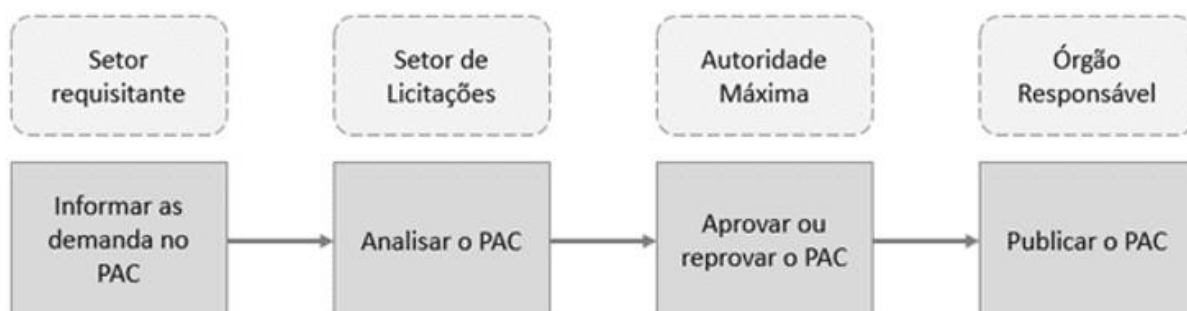 Setor
requisitante
Setor de
Licitações
Autoridade
Máxima
Órgão
Responsável
Informar as
demanda no
PAC
Analisar o PAC
Aprovar ou
reprovar o PAC
Publicar o PAC